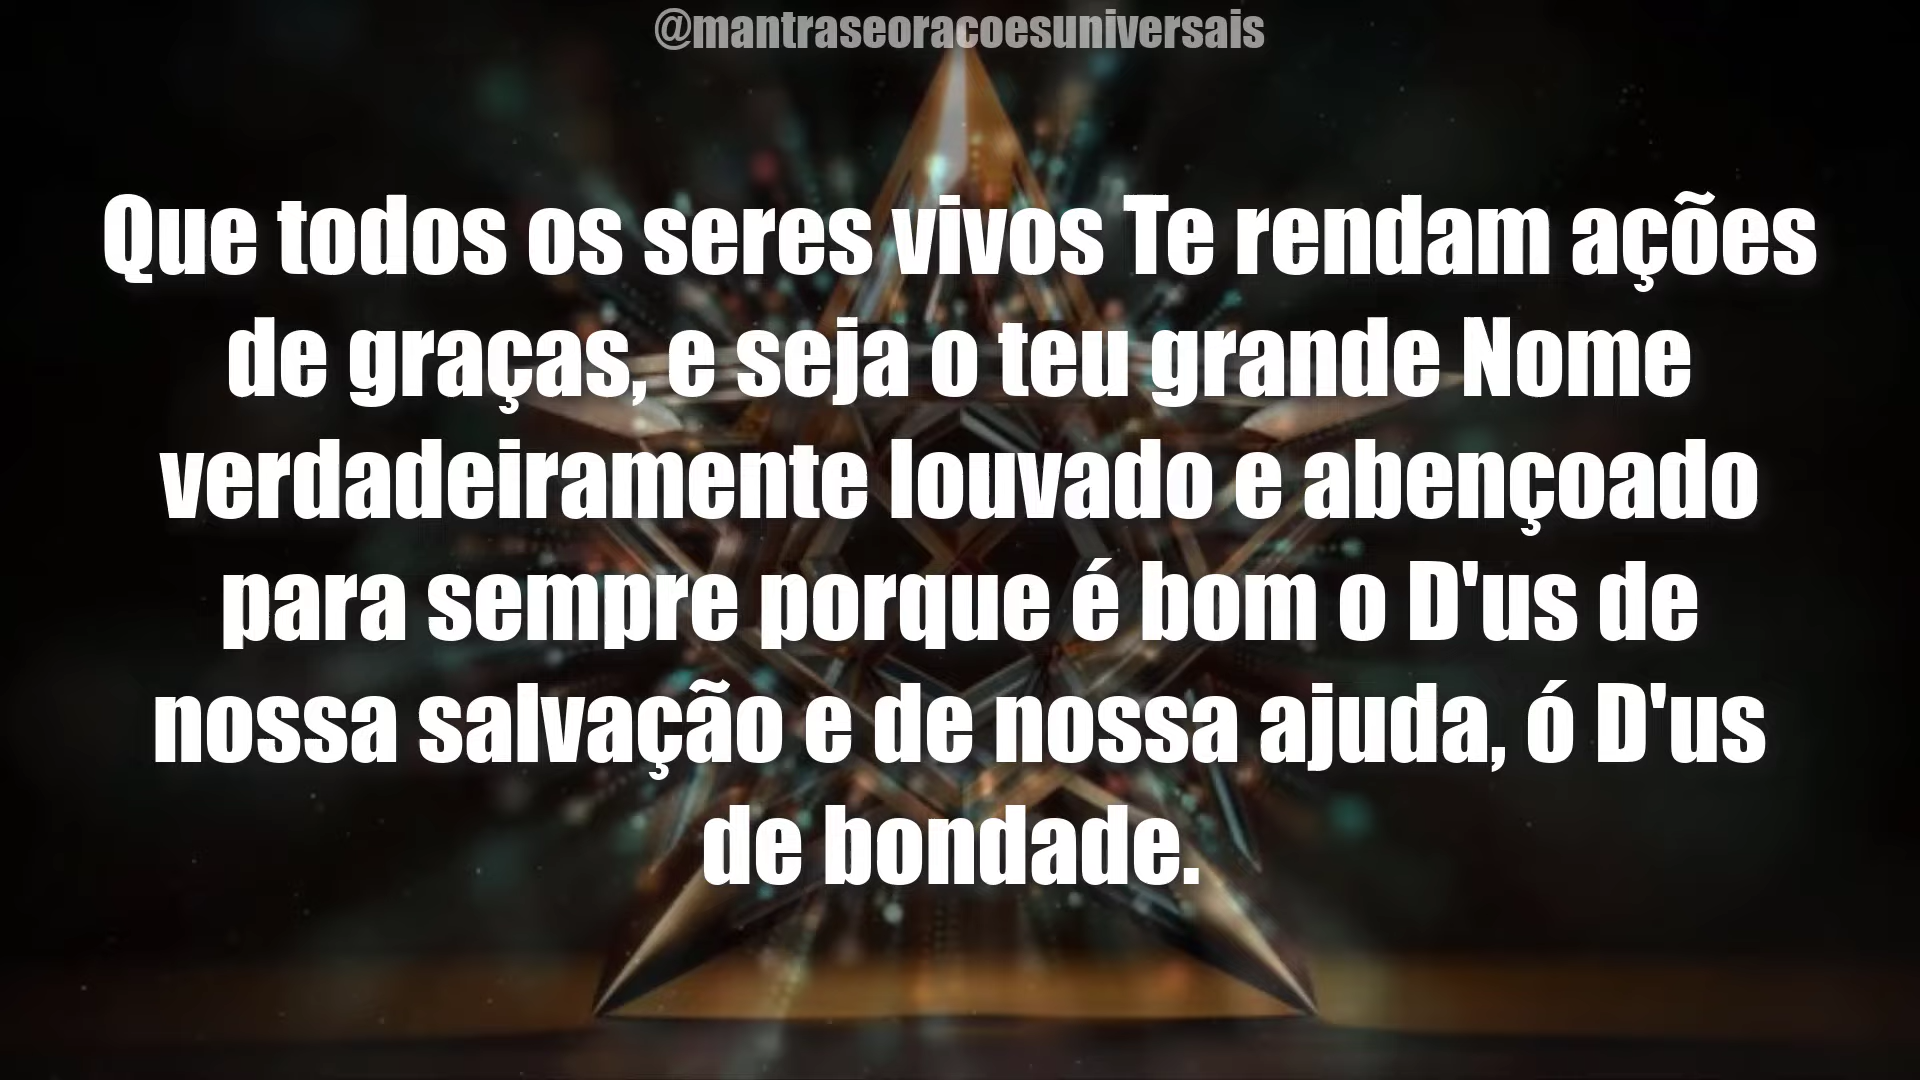 @mantraseoracoesuniversais
Que todos os seres vivos Te rendam ações
de graças, e seja o teu grande Nome
verdadeiramente louvado e abençoado
para sempre porque é bom o D'us de
nossa salvação e de nossa ajuda, ó D'us
de bondade.